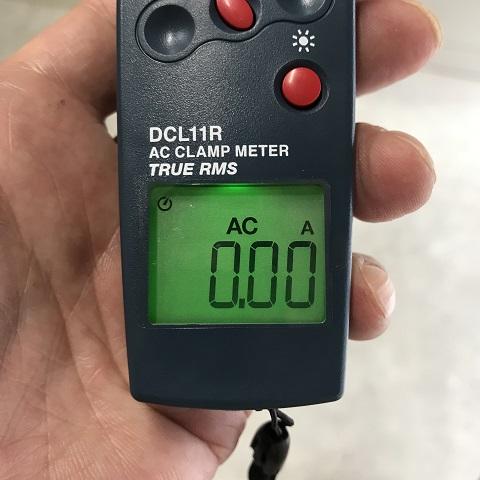 DCL11R
AC CLAMP METER
TRUE RMS
AC A
0.00